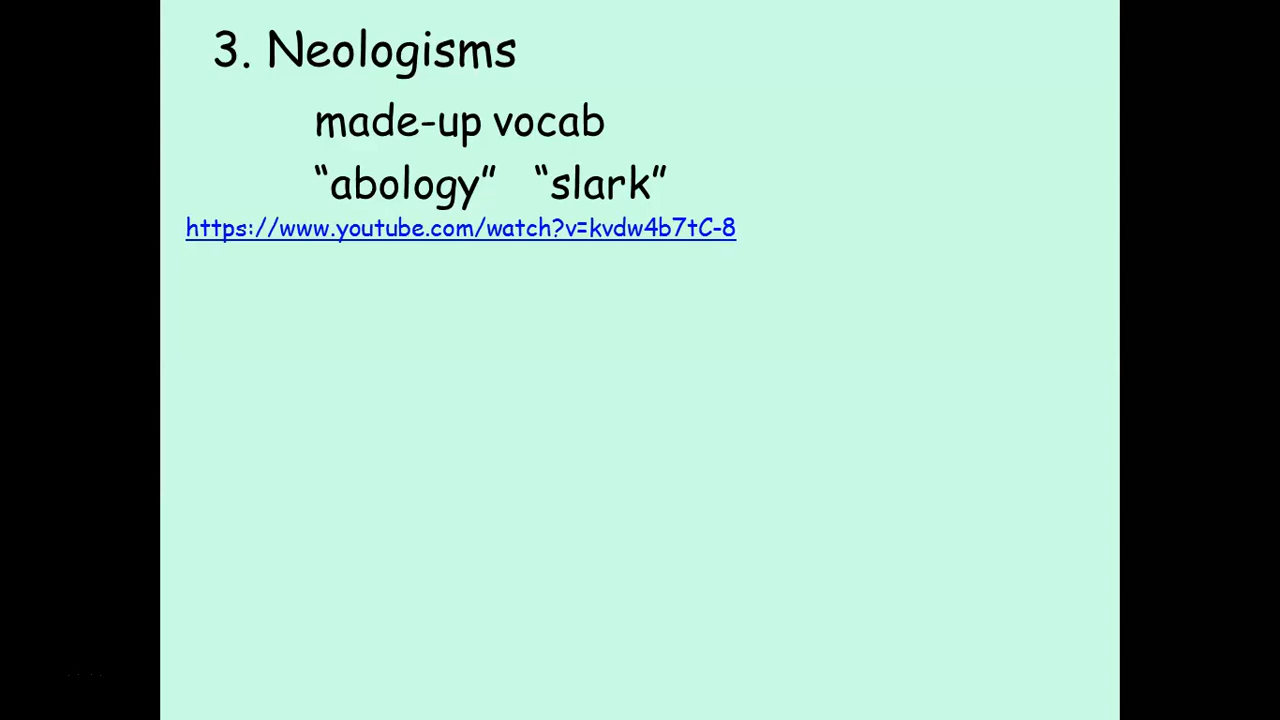 3. Neologisms
made-up vocab
“abology” “slark”
https://www.youtube.com/watch?v=kvdw4b7tC-8